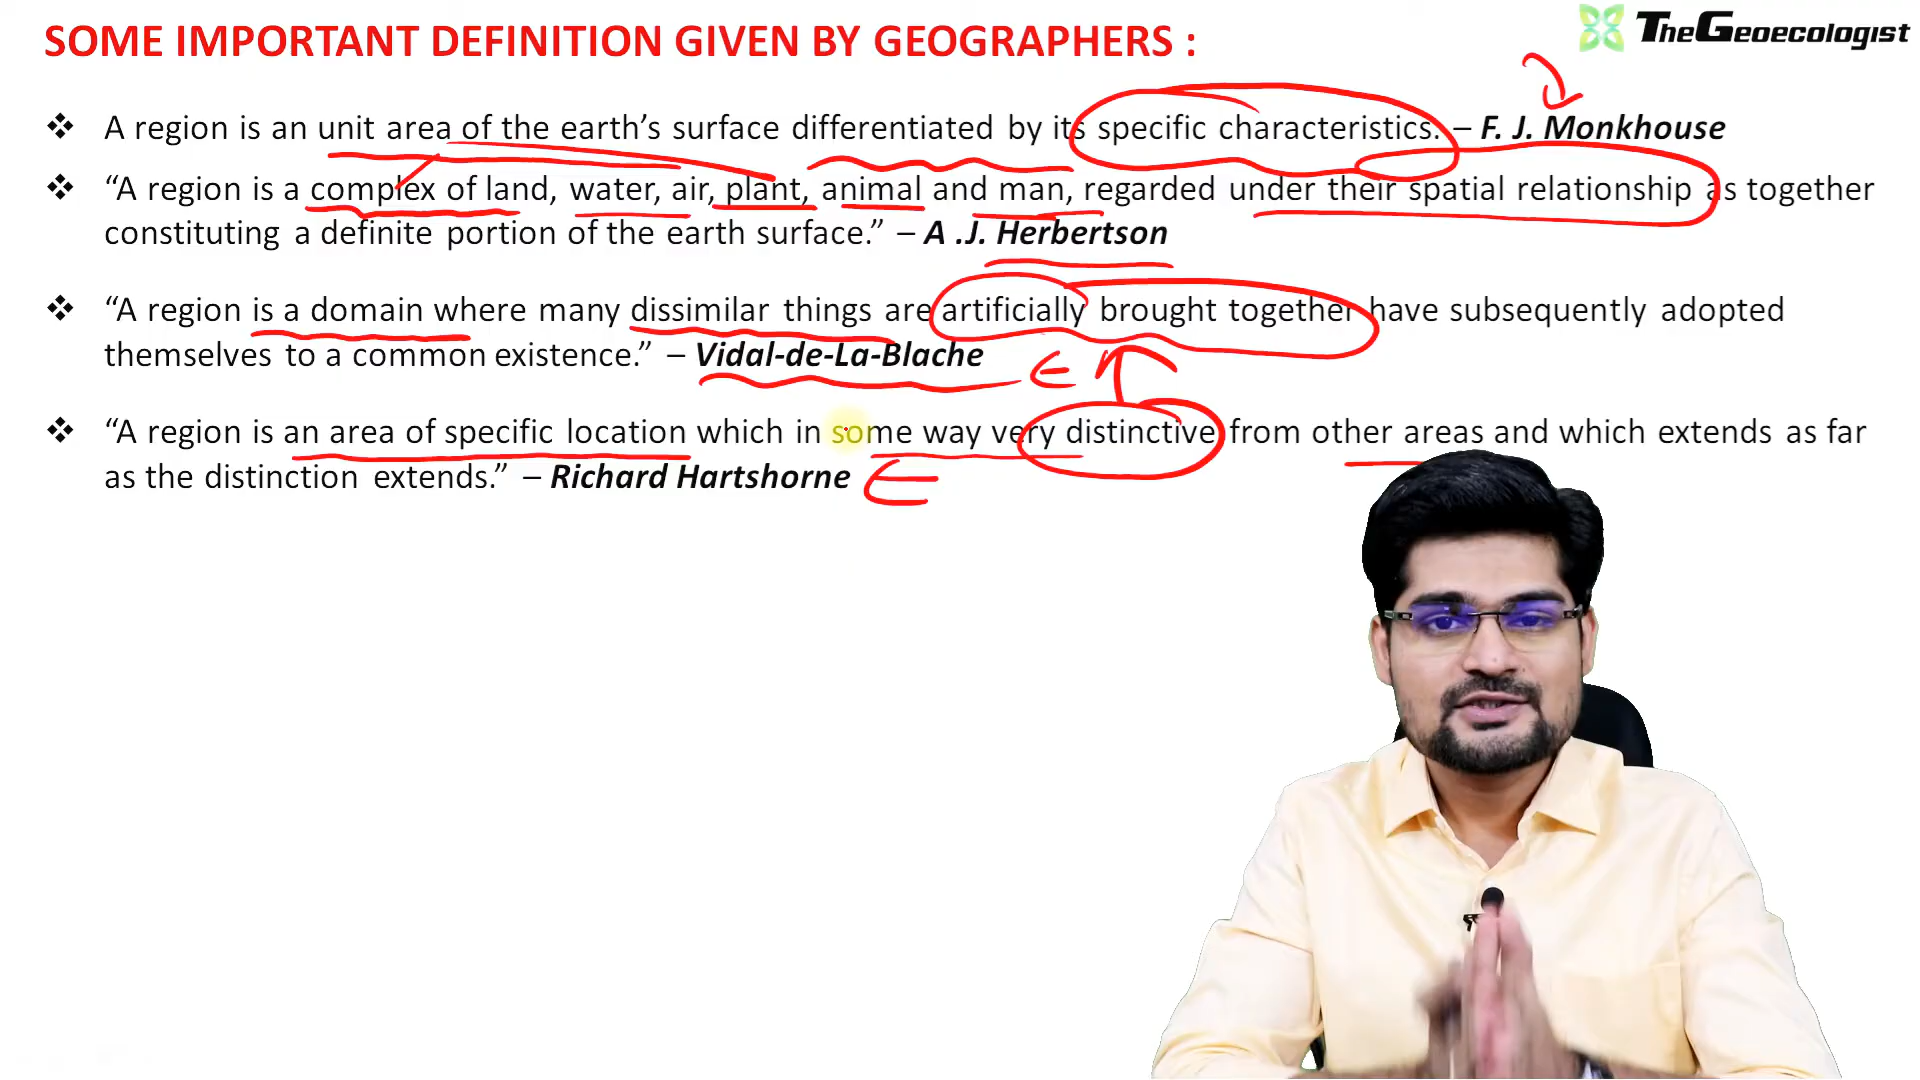 SOME IMPORTANT DEFINITION GIVEN BY GEOGRAPHERS :
TheGeoecologist
❖ A region is an unit area of the earth’s surface differentiated by its specific characteristics. – F. J. Monkhouse
❖ “A region is a complex of land, water, air, plant, animal and man, regarded under their spatial relationship as together
constituting a definite portion of the earth surface.” – A .J. Herbertson
❖ “A region is a domain where many dissimilar things are artificially brought together have subsequently adopted
themselves to a common existence.” – Vidal-de-La-Blache
❖ “A region is an area of specific location which in some way very distinctive from other areas and which extends as far
as the distinction extends.” – Richard Hartshorne